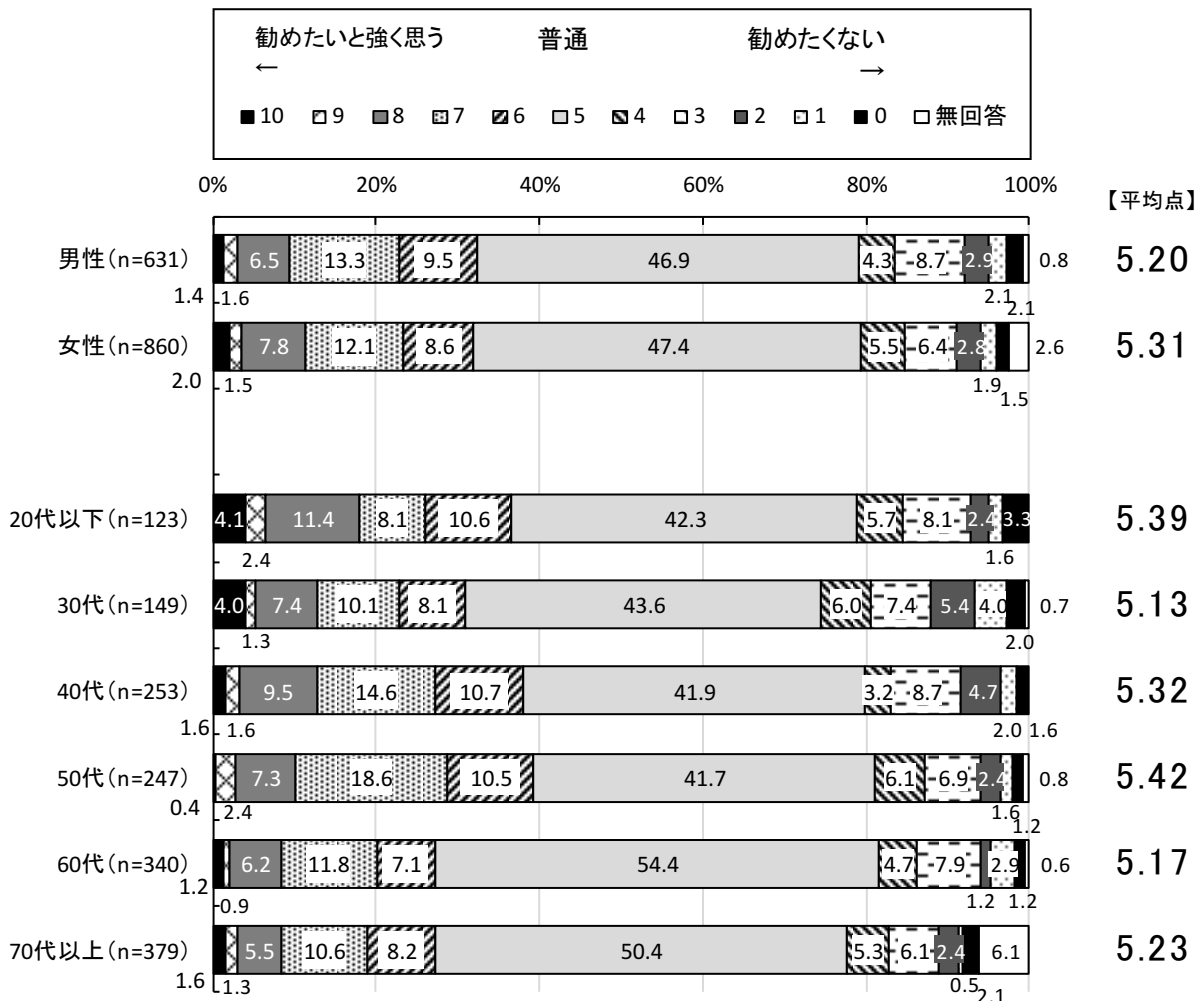 勧めたいと強く思う 普通 勧めたくない
← →
■10 9 8 7 6 5 4 3 2 1 0 無回答
0% 20% 40% 60% 80% 100%
【平均点】
男性(n=631) 6.5 13.3 9.5 46.9 4.3 8.7 2.9 0.8 5.20
1.4 1.6 2.1 2.1
女性(n=860) 7.8 12.1 8.6 47.4 5.5 6.4 2.8 2.6 5.31
2.0 1.5 1.9 1.5
20代以下(n=123) 4.1 11.4 8.1 10.6 42.3 5.7 8.1 2.4 3.3 5.39
2.4 1.6
30代(n=149) 4.0 7.4 10.1 8.1 43.6 6.0 7.4 5.4 4.0 0.7 5.13
1.3 2.0
40代(n=253) 9.5 14.6 10.7 41.9 3.2 8.7 4.7 5.32
1.6 1.6 2.0 1.6
50代(n=247) 7.3 18.6 10.5 41.7 6.1 6.9 2.4 0.8 5.42
0.4 2.4 1.6 1.2
60代(n=340) 6.2 11.8 7.1 54.4 4.7 7.9 2.9 0.6 5.17
1.2 0.9 1.2 1.2
70代以上(n=379) 5.5 10.6 8.2 50.4 5.3 6.1 2.4 6.1 5.23
1.6 1.3 0.5 2.1